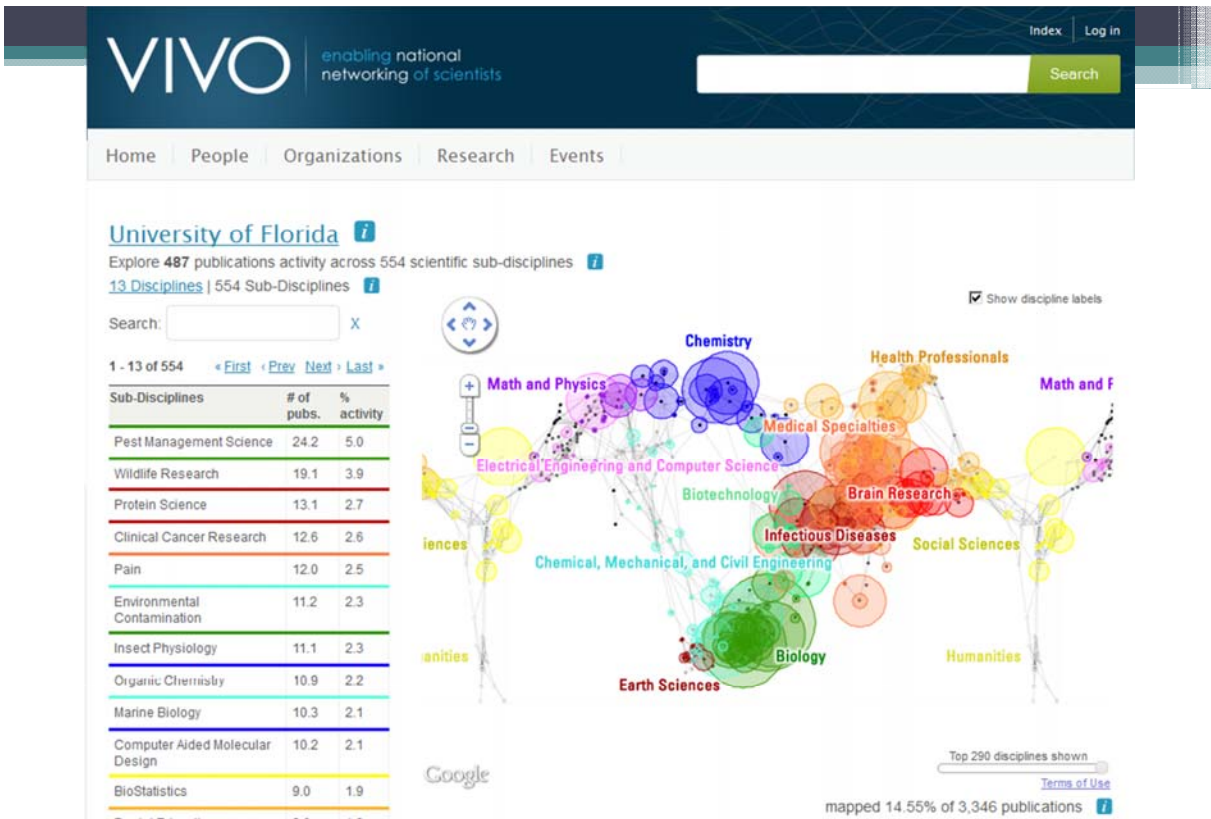 VIVO
enabling national
networking of scientists
Index Log in
Search
Home People Organizations Research Events
University of Florida i
Explore 487 publications activity across 554 scientific sub-disciplines i
13 Disciplines | 554 Sub-Disciplines i
Search: X
1 - 13 of 554 « First ‹ Prev Next › Last »
Sub-Disciplines # of pubs. % activity
Pest Management Science 24.2 5.0
Wildlife Research 19.1 3.9
Protein Science 13.1 2.7
Clinical Cancer Research 12.6 2.6
Pain 12.0 2.5
Environmental
Contamination 11.2 2.3
Insect Physiology 11.1 2.3
Organic Chemistry 10.9 2.2
Marine Biology 10.3 2.1
Computer Aided Molecular
Design 10.2 2.1
BioStatistics 9.0 1.9
Show discipline labels
Chemistry
Health Professionals
Math and Physics
Math and P
Medical Specialties
Electrical Engineering and Computer Science
Biotechnology
Brain Research
Infectious Diseases
iences
Social Sciences
Chemical, Mechanical, and Civil Engineering
anities
Biology
Humanities
Earth Sciences
Google
Top 290 disciplines shown
Terms of Use
mapped 14.55% of 3,346 publications i